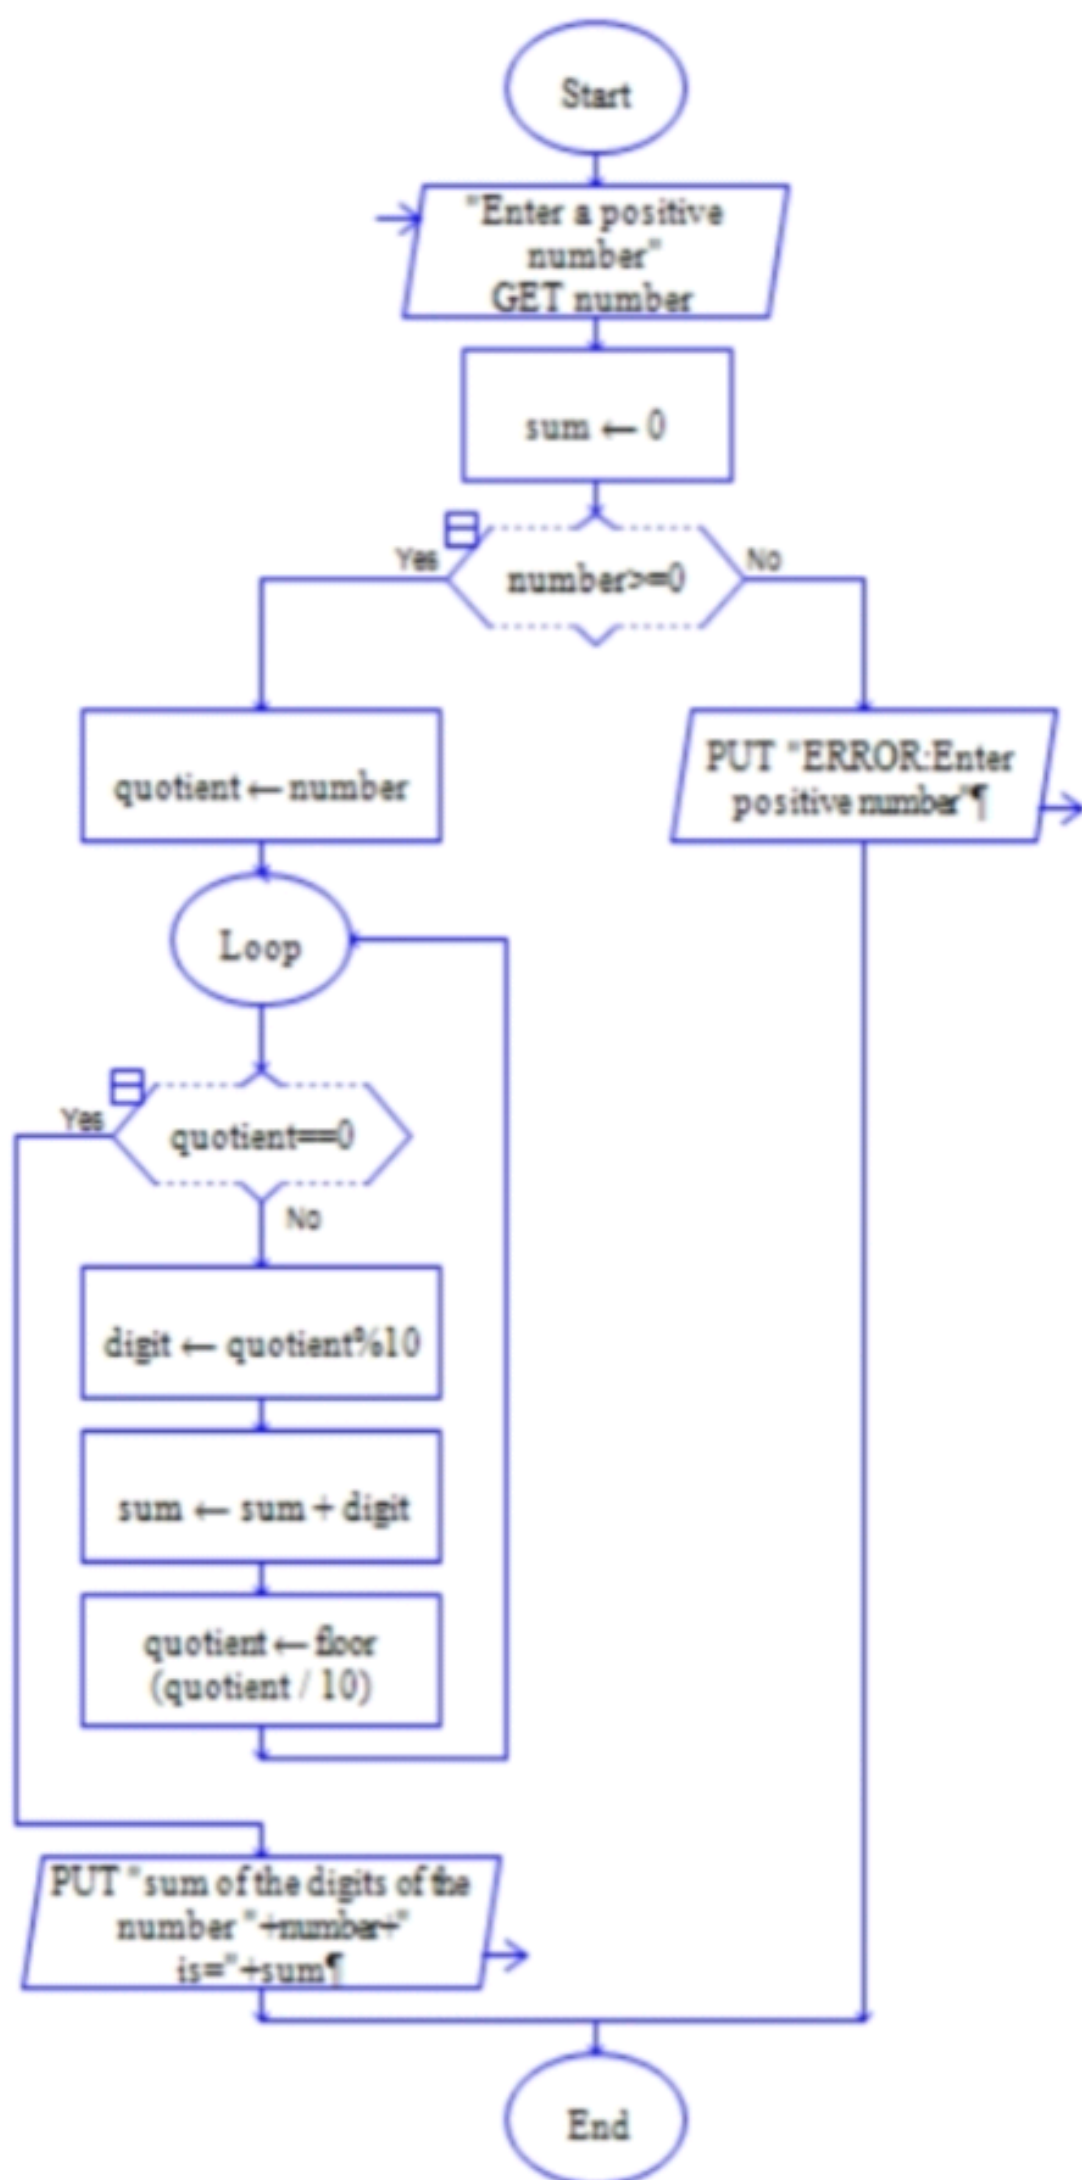 Start
"Enter a positive
number"
GET number
sum ← 0
Yes
number>=0
No
quotient ← number
PUT "ERROR:Enter
positive number"¶
Loop
Yes
quotient==0
No
digit ← quotient%10
sum ← sum + digit
quotient ← floor
(quotient / 10)
PUT "sum of the digits of the
number "+number+"
is="+sum¶
End